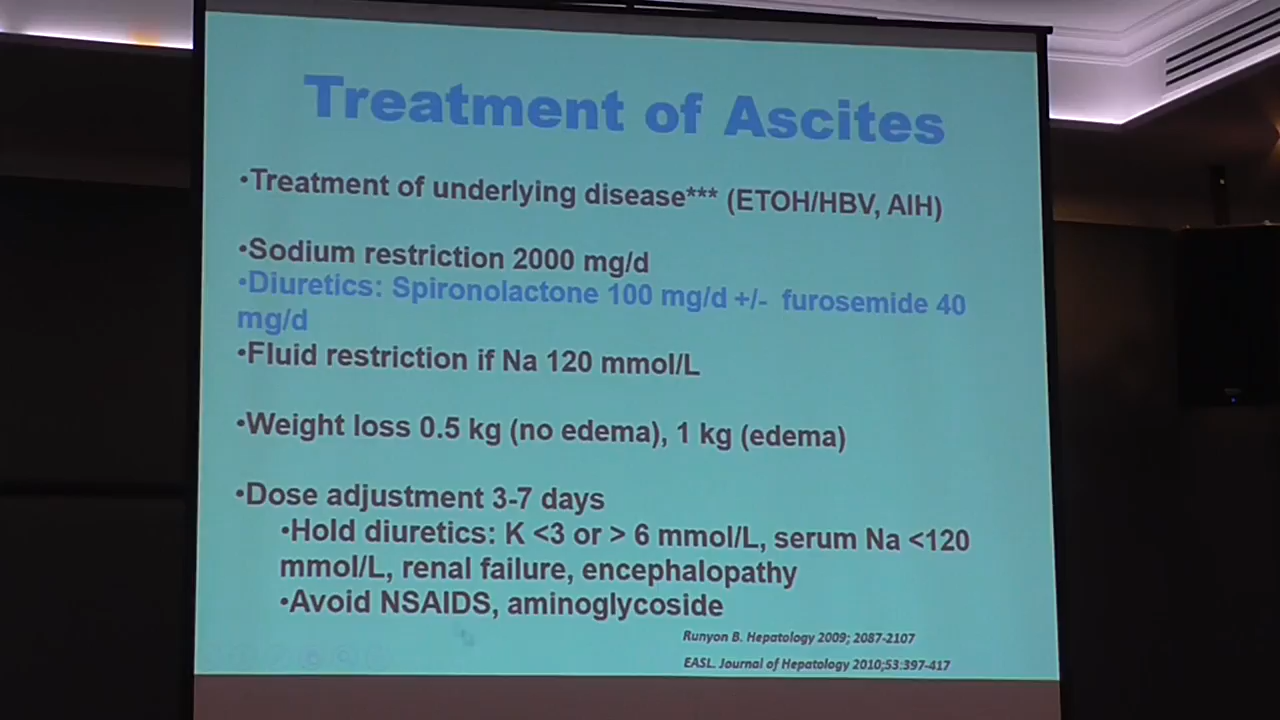 Treatment of Ascites
•Treatment of underlying disease*** (ETOH/HBV, AIH)
•Sodium restriction 2000 mg/d
•Diuretics: Spironolactone 100 mg/d +/- furosemide 40
mg/d
•Fluid restriction if Na 120 mmol/L
•Weight loss 0.5 kg (no edema), 1 kg (edema)
•Dose adjustment 3-7 days
•Hold diuretics: K <3 or > 6 mmol/L, serum Na <120
mmol/L, renal failure, encephalopathy
•Avoid NSAIDS, aminoglycoside
Runyon B. Hepatology 2009; 2087-2107
EASL. Journal of Hepatology 2010;53:397-417